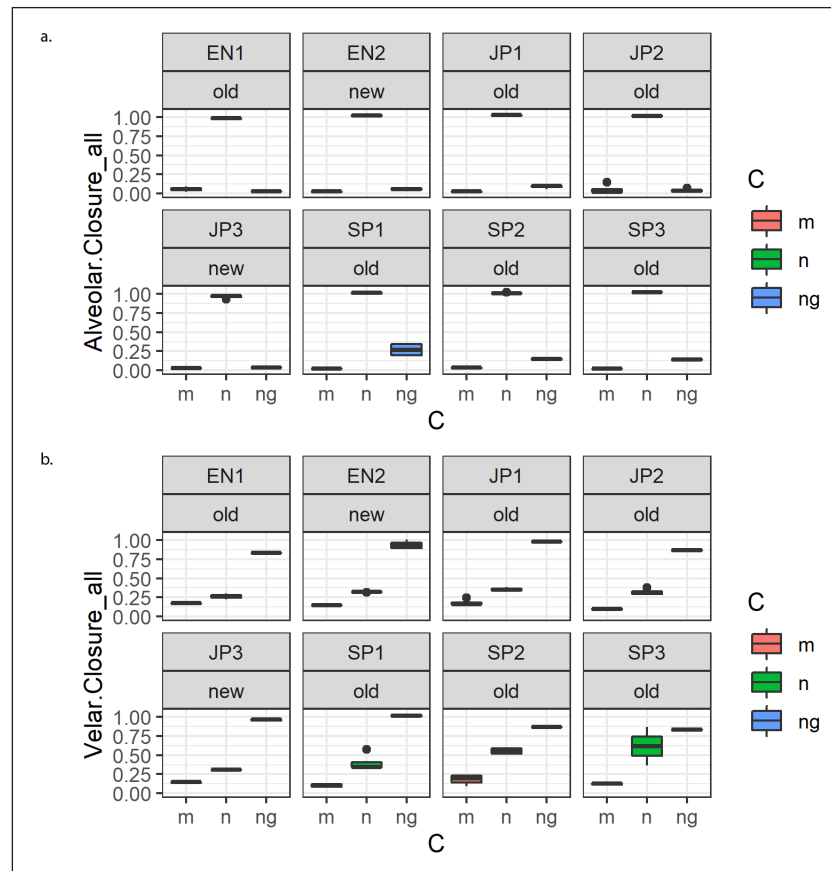 a.
EN1 EN2 JP1 JP2
old new old old
1.00
0.75
0.50
0.25
0.00
JP3 SP1 SP2 SP3
new old old old
1.00
0.75
0.50
0.25
0.00
m n ng m n ng m n ng m n ng
C
Alveolar.Closure_all
C
m
n
ng
b.
EN1 EN2 JP1 JP2
old new old old
1.00
0.75
0.50
0.25
0.00
JP3 SP1 SP2 SP3
new old old old
1.00
0.75
0.50
0.25
0.00
m n ng m n ng m n ng m n ng
C
Velar.Closure_all
C
m
n
ng